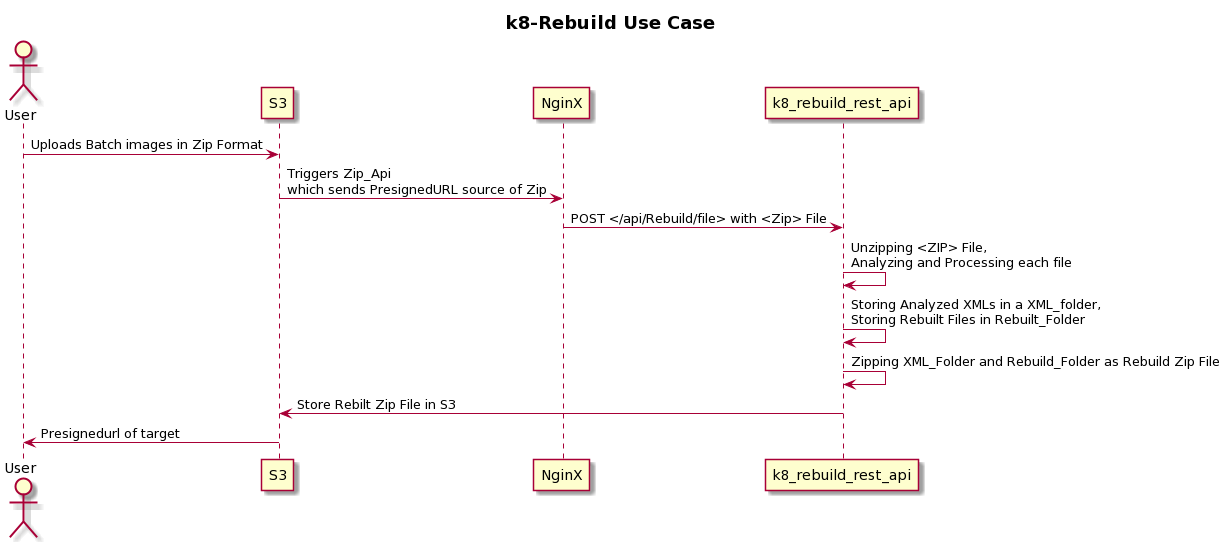 k8-Rebuild Use Case
User
S3
NginX
k8_rebuild_rest_api
Uploads Batch images in Zip Format
Triggers Zip_Api
which sends PresignedURL source of Zip
POST </api/Rebuild/file> with <Zip> File
Unzipping <ZIP> File,
Analyzing and Processing each file
Storing Analyzed XMLs in a XML_folder,
Storing Rebuilt Files in Rebuilt_Folder
Zipping XML_Folder and Rebuild_Folder as Rebuild Zip File
Store Rebilt Zip File in S3
Presignedurl of target
User
S3
NginX
k8_rebuild_rest_api